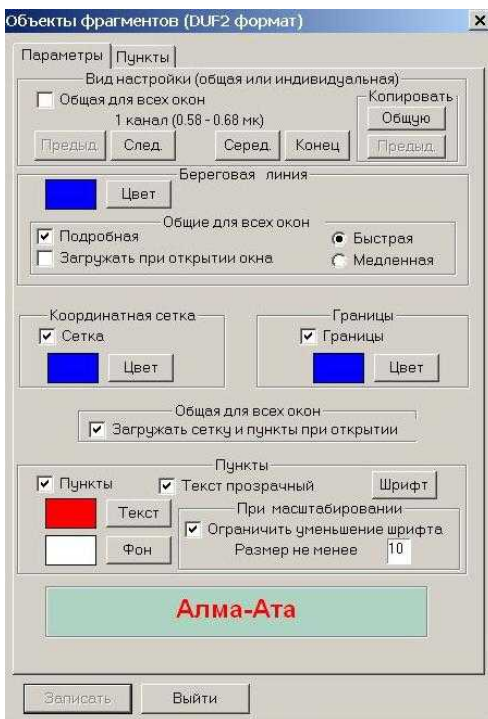 Объекты фрагментов (DUF2 формат)
Параметры Пункты
Вид настройки (общая или индивидуальная)
Общая для всех окон
Копировать
1 канал (0.58 - 0.68 мк)
Общую
Предыд. След. Серед. Конец Предыд.
Береговая линия
Цвет
Общие для всех окон
Подробная Быстрая
Загружать при открытии окна Медленная
Координатная сетка Границы
Сетка Границы
Цвет Цвет
Общая для всех окон
Загружать сетку и пункты при открытии
Пункты
Пункты Текст прозрачный Шрифт
Текст При масштабировании
Ограничить уменьшение шрифта
Фон Размер не менее 10
Алма-Ата
Записать Выйти